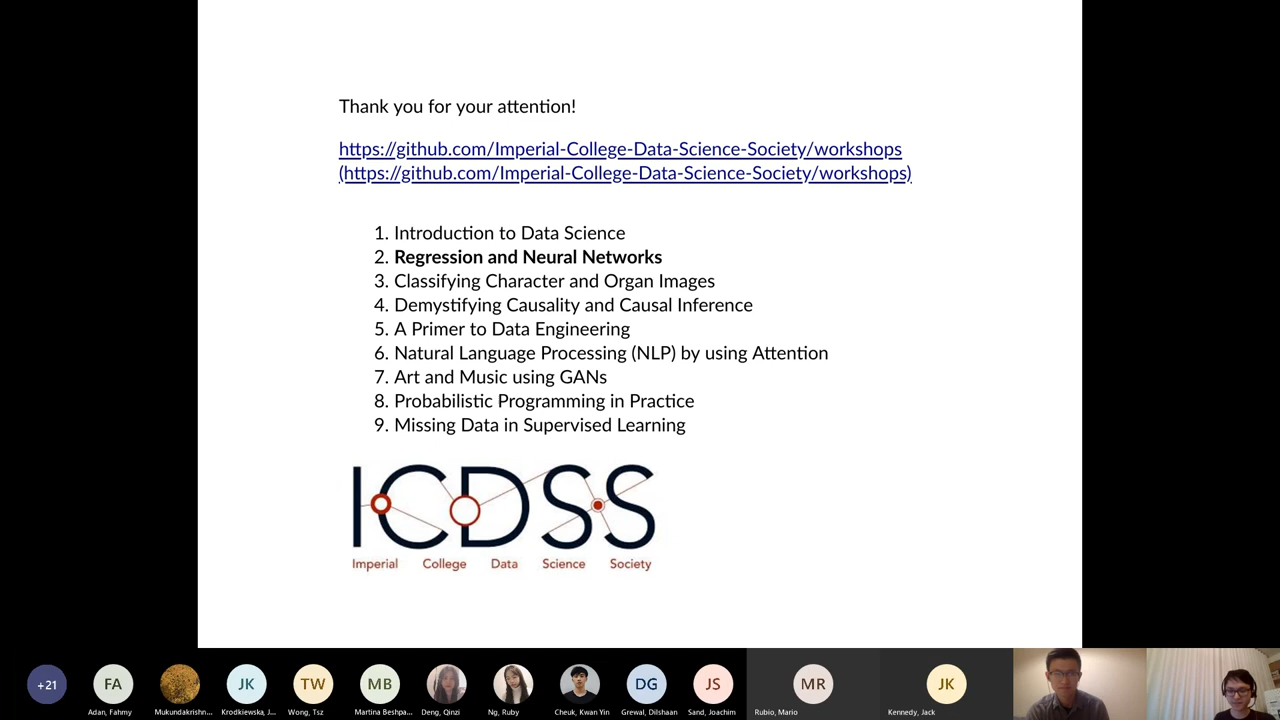 Thank you for your attention!
https://github.com/Imperial-College-Data-Science-Society/workshops
(https://github.com/Imperial-College-Data-Science-Society/workshops)
1. Introduction to Data Science
2. Regression and Neural Networks
3. Classifying Character and Organ Images
4. Demystifying Causality and Causal Inference
5. A Primer to Data Engineering
6. Natural Language Processing (NLP) by using Attention
7. Art and Music using GANs
8. Probabilistic Programming in Practice
9. Missing Data in Supervised Learning
ICDSS
Imperial College Data Science Society
+21 FA JK TW MB DG JS MR JK
Adan, Fahmy Mukundakrishn... Krodkiewska, J... Wong, Tsz Martina Beshpa... Deng, Qinzi Ng, Ruby Cheuk, Kwan Yin Grewal, Dilshaan Sand, Joachim Rubio, Mario Kennedy, Jack